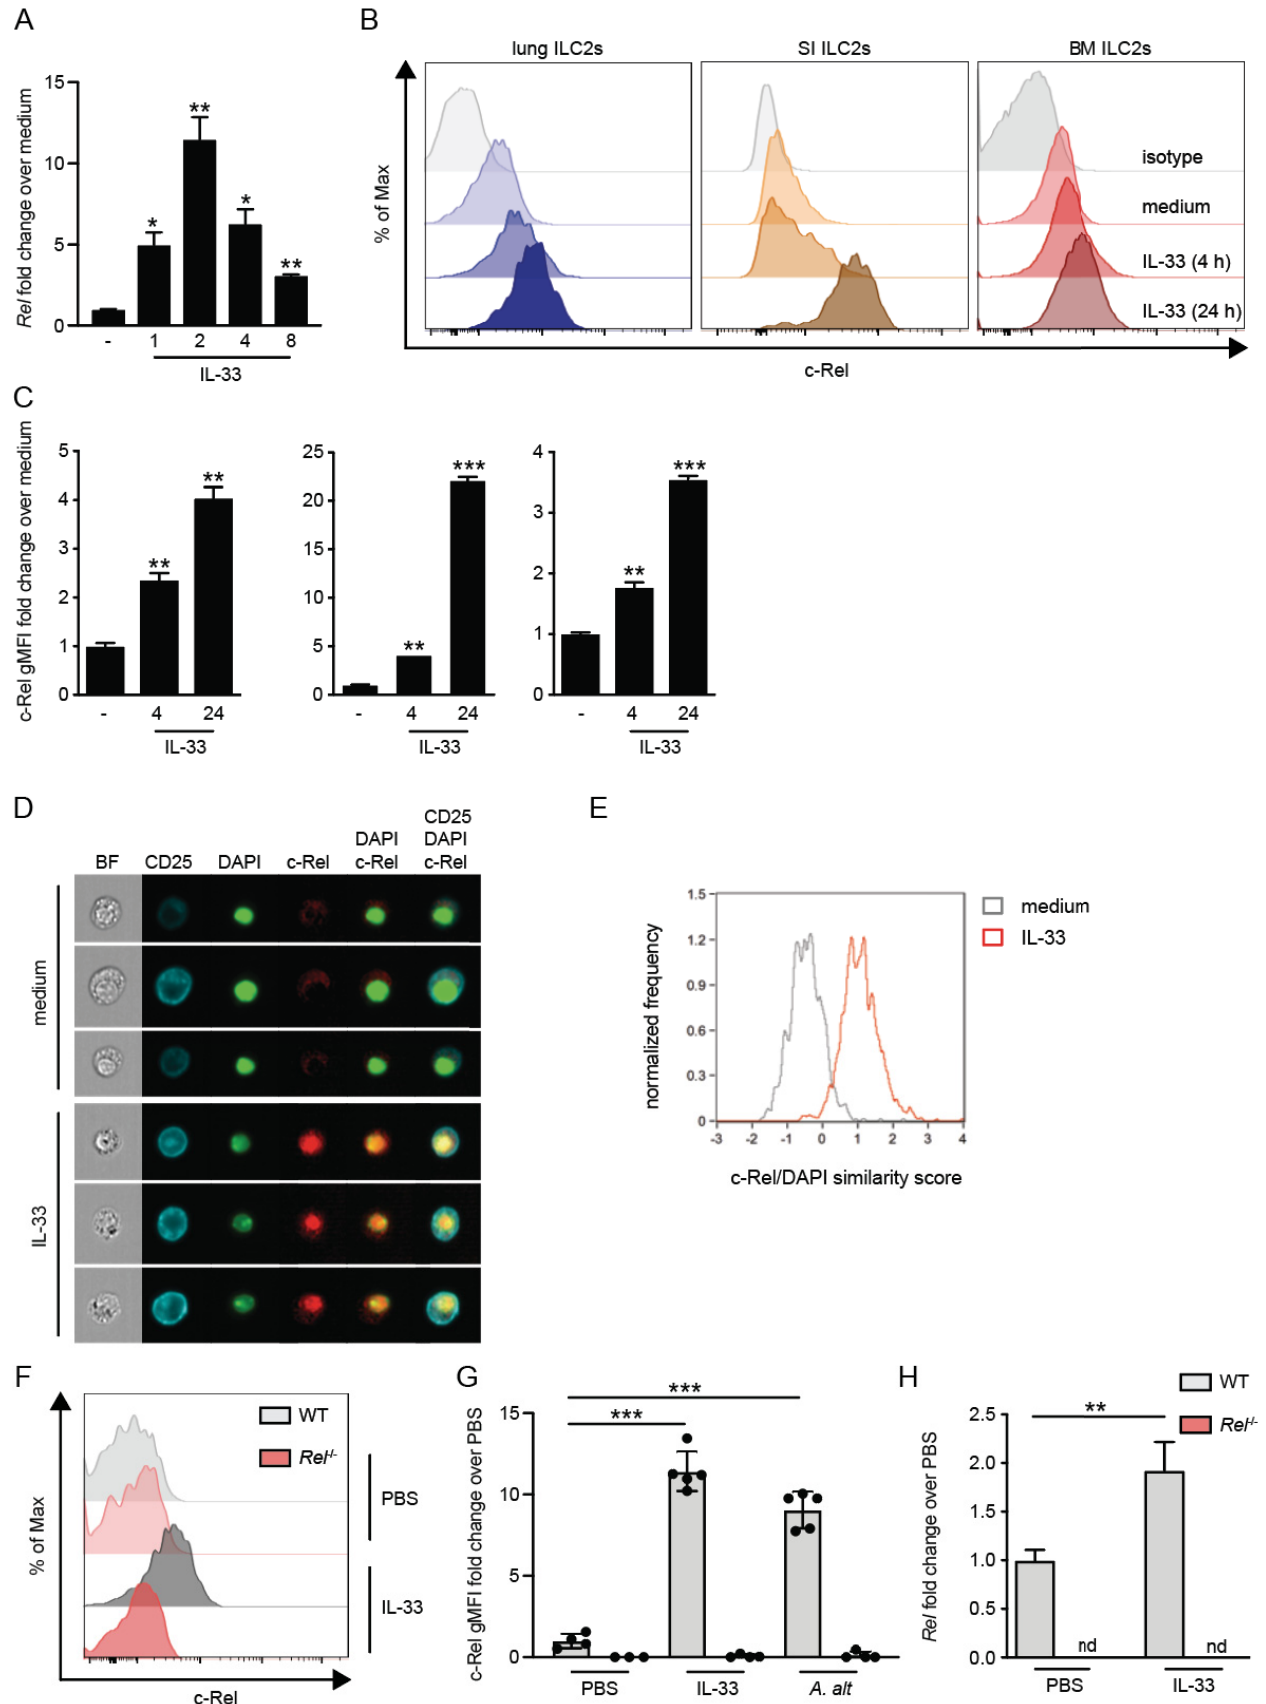 A
Rel fold change over medium
15
10
5
0
*
**
*
**
- 1 2 4 8
IL-33
B
lung ILC2s SI ILC2s BM ILC2s
% of Max
isotype
medium
IL-33 (4 h)
IL-33 (24 h)
c-Rel
C
c-Rel gMFI fold change over medium
5
4
3
2
1
0
**
**
- 4 24
IL-33
25
20
15
10
5
0
**
***
- 4 24
IL-33
4
3
2
1
0
**
***
- 4 24
IL-33
D
BF CD25 DAPI c-Rel
DAPI
c-Rel
CD25
DAPI
c-Rel
medium
IL-33
E
normalized frequency
1.5
1.2
0.9
0.6
0.3
0
-3 -2 -1 0 1 2 3 4
c-Rel/DAPI similarity score
medium
IL-33
F
% of Max
WT
Rel-/-
PBS
IL-33
c-Rel
G
c-Rel gMFI fold change over PBS
15
10
5
0
***
***
PBS IL-33 A. alt
H
WT
Rel-/-
Rel fold change over PBS
2.5
2.0
1.5
1.0
0.5
0.0
**
nd nd
PBS IL-33